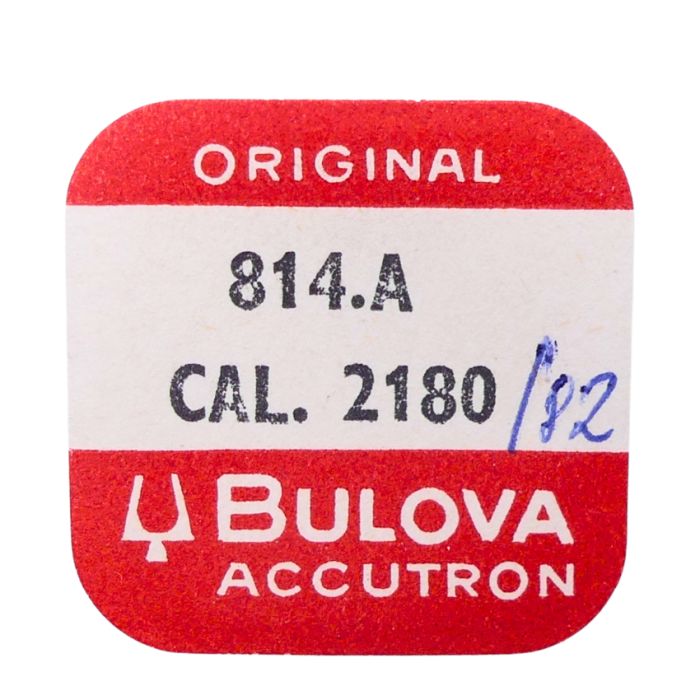 ORIGINAL
814.A
CAL. 2180/82
BULOVA
ACCUTRON